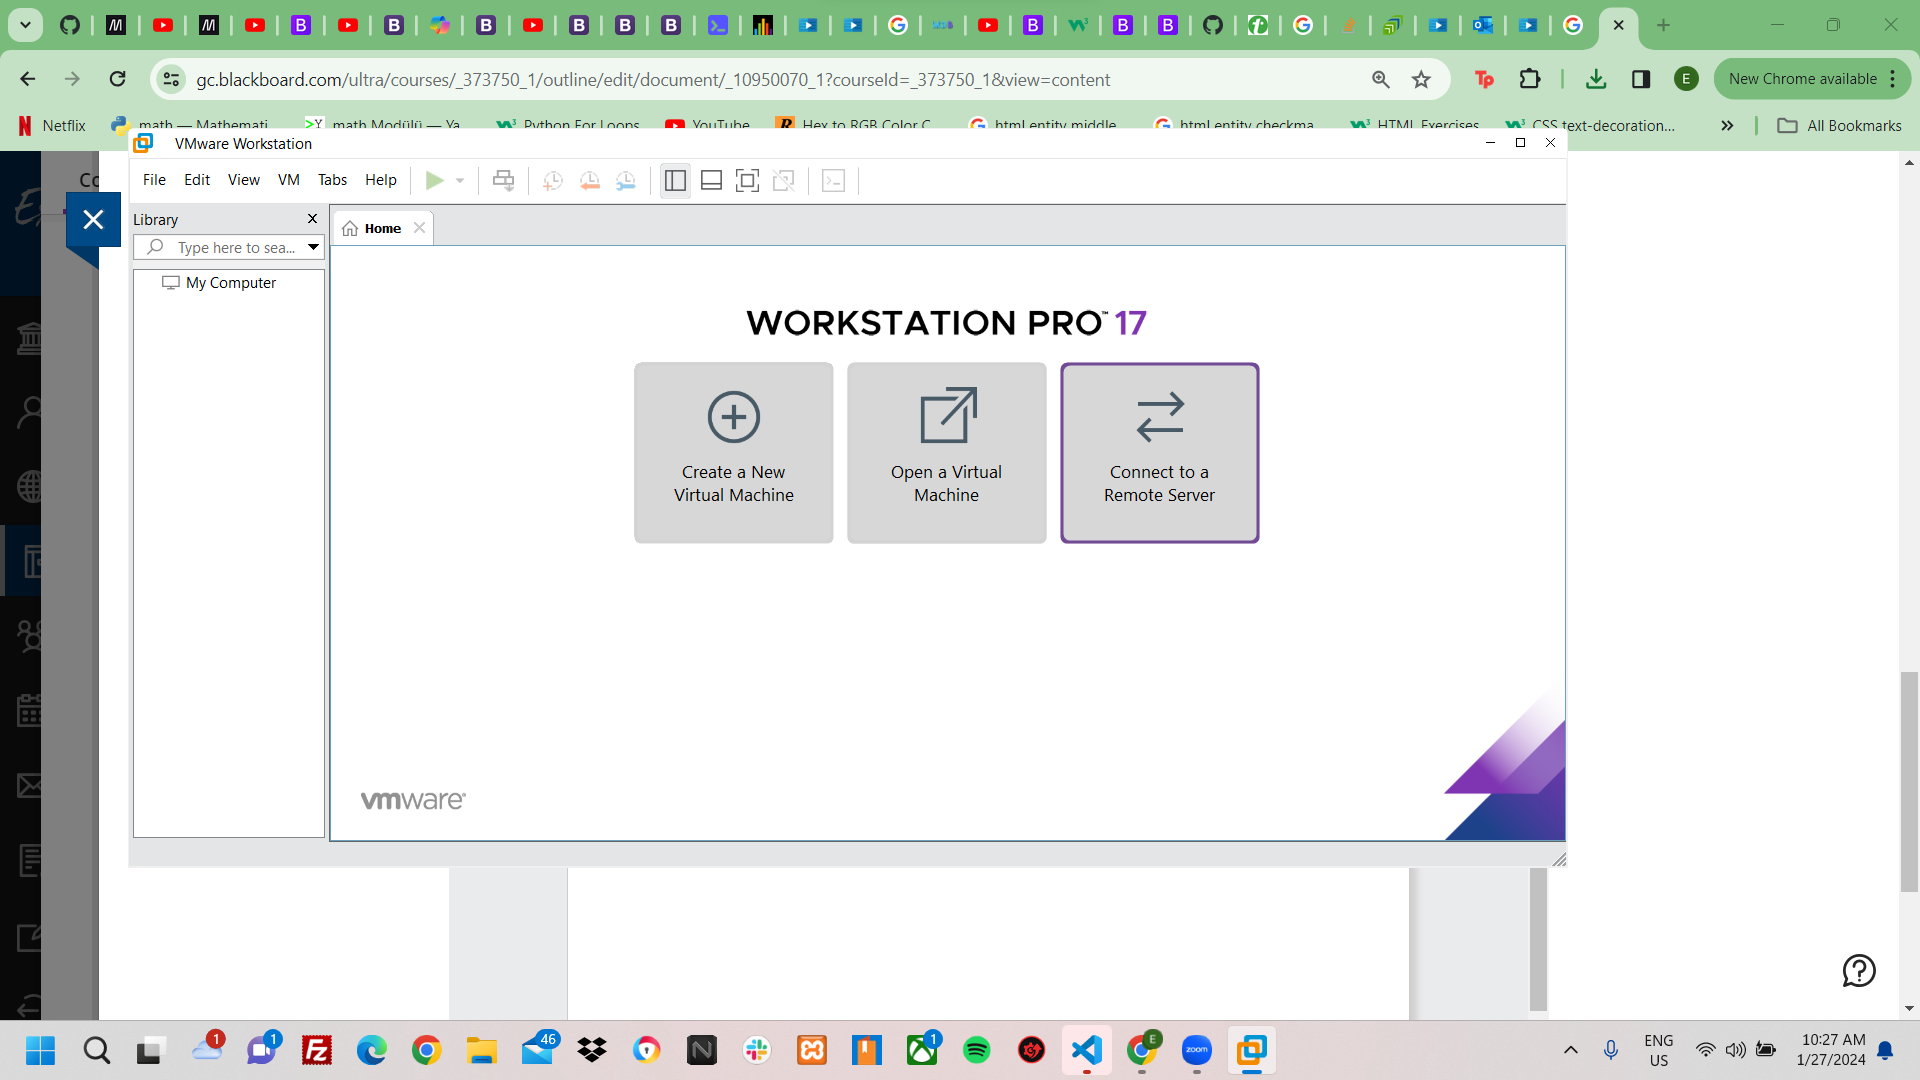 gc.blackboard.com/ultra/courses/_373750_1/outline/edit/document/_10950070_1?courseId=_373750_1&view=content
E
New Chrome available
Netflix
math — Mathemati
math Modülü — Ya
Python For Loops
YouTube
Hex to RGB Color C
html entity middle
html entity checkma
HTML Exercises
CSS text-decoration...
All Bookmarks
VMware Workstation
File
Edit
View
VM
Tabs
Help
Library
Type here to sea...
My Computer
Home
WORKSTATION PRO™ 17
Create a New
Virtual Machine
Open a Virtual
Machine
Connect to a
Remote Server
vmware®
1
1
46
1
E
zoom
ENG
US
10:27 AM
1/27/2024